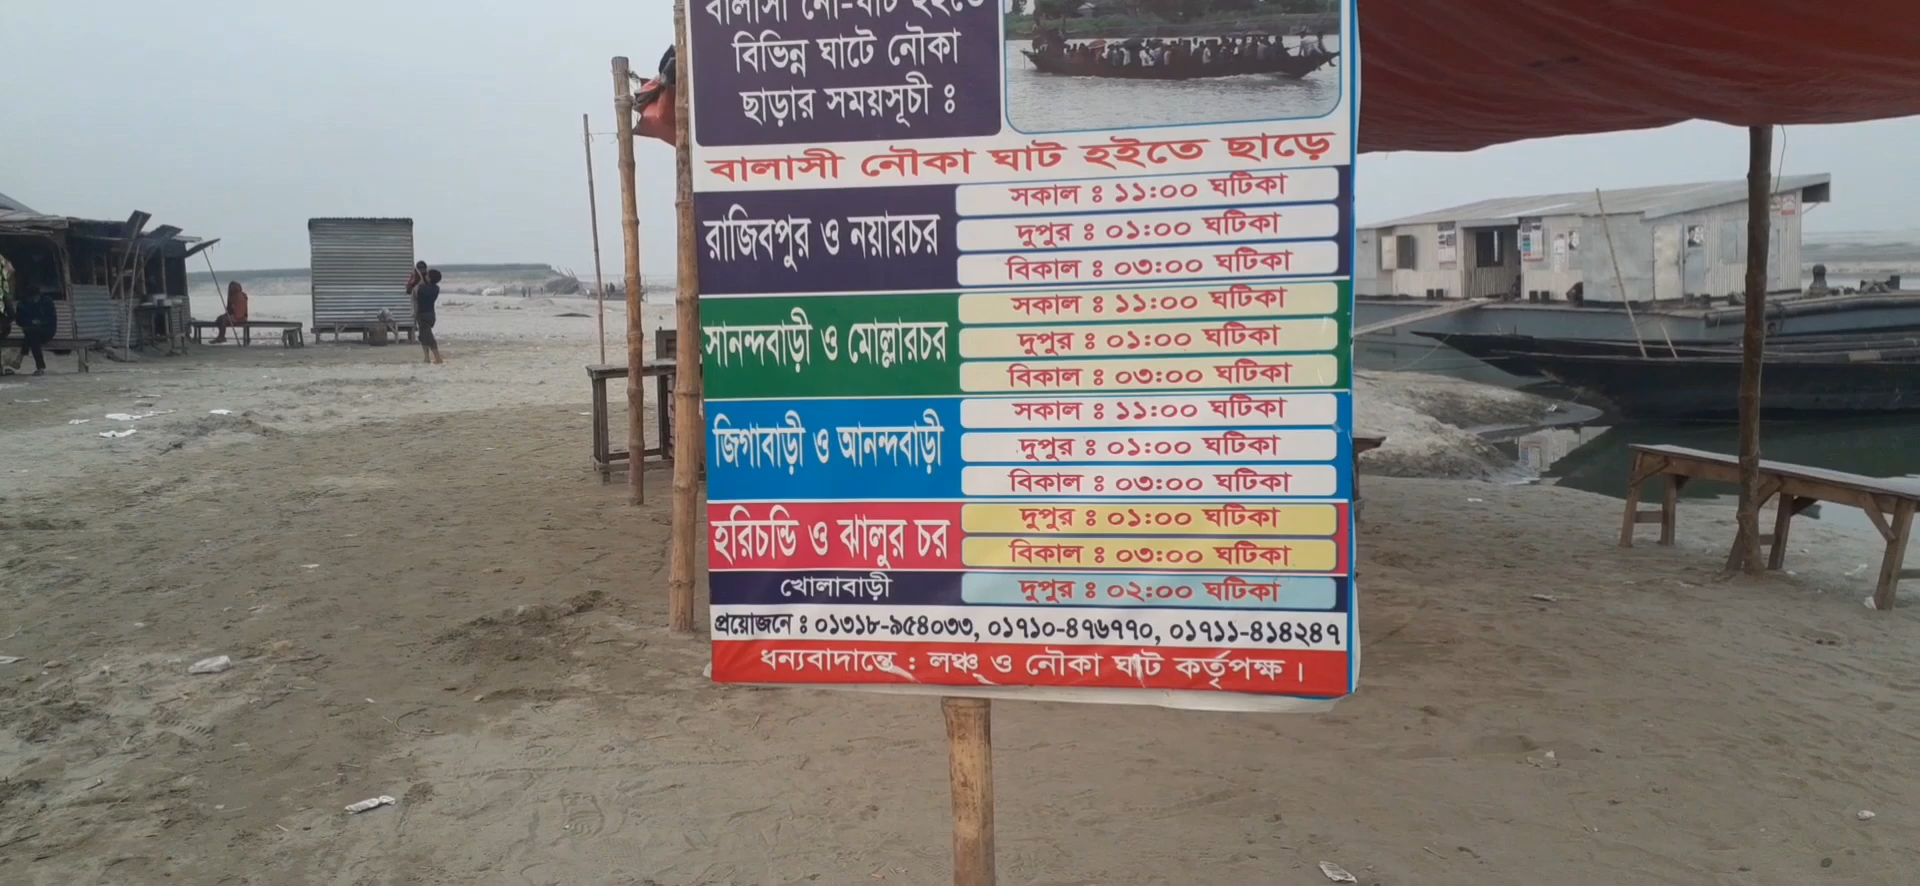 বালাসী নৌ-ঘাট হইতে
বিভিন্ন ঘাটে নৌকা
ছাড়ার সময়সূচী ঃ
বালাসী নৌকা ঘাট হইতে ছাড়ে
রাজিবপুর ও নয়ারচর
সকাল ঃ ১১:০০ ঘটিকা
দুপুর ঃ ০১:০০ ঘটিকা
বিকাল ঃ ০৩:০০ ঘটিকা
সানন্দবাড়ী ও মোল্লারচর
সকাল ঃ ১১:০০ ঘটিকা
দুপুর ঃ ০১:০০ ঘটিকা
বিকাল ঃ ০৩:০০ ঘটিকা
জিগাবাড়ী ও আনন্দবাড়ী
সকাল ঃ ১১:০০ ঘটিকা
দুপুর ঃ ০১:০০ ঘটিকা
বিকাল ঃ ০৩:০০ ঘটিকা
হরিচন্ডি ও ঝালুর চর
দুপুর ঃ ০১:০০ ঘটিকা
বিকাল ঃ ০৩:০০ ঘটিকা
খোলাবাড়ী
দুপুর ঃ ০২:০০ ঘটিকা
প্রয়োজনে ঃ ০১৩১৮-৯৫৪০৩৩, ০১৭১০-৪৭৬৭৭০, ০১৭১১-৪১৪২৪৭
ধন্যবাদান্তে : লঞ্চ ও নৌকা ঘাট কর্তৃপক্ষ।